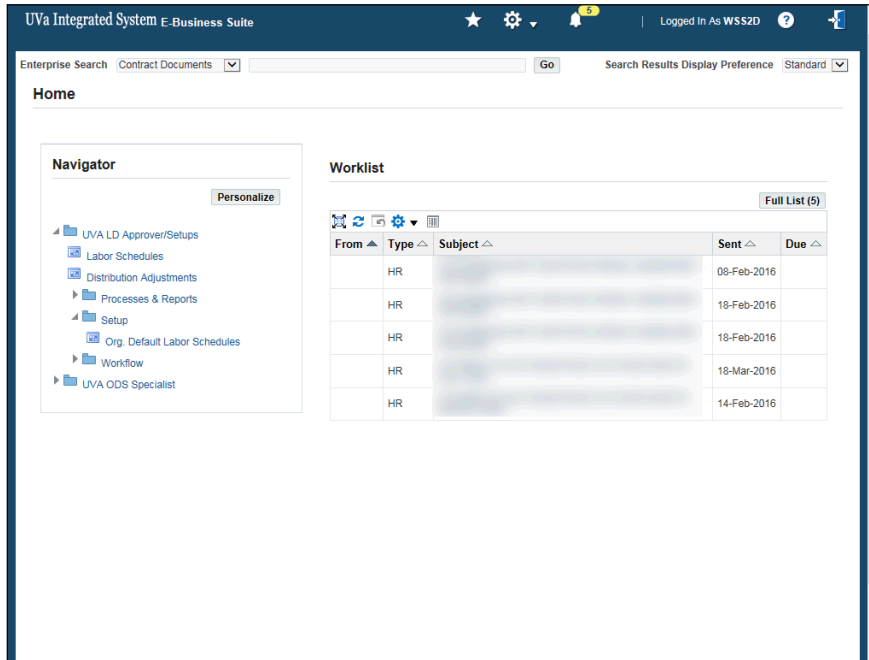 UVa Integrated System E-Business Suite
5
| Logged In As WSS2D ?
Enterprise Search Contract Documents Go Search Results Display Preference Standard
Home
Navigator
Personalize
UVA LD Approver/Setups
Labor Schedules
Distribution Adjustments
Processes & Reports
Setup
Org. Default Labor Schedules
Workflow
UVA ODS Specialist
Worklist
Full List (5)
From Type Subject Sent Due
HR 08-Feb-2016
HR 18-Feb-2016
HR 18-Feb-2016
HR 18-Mar-2016
HR 14-Feb-2016